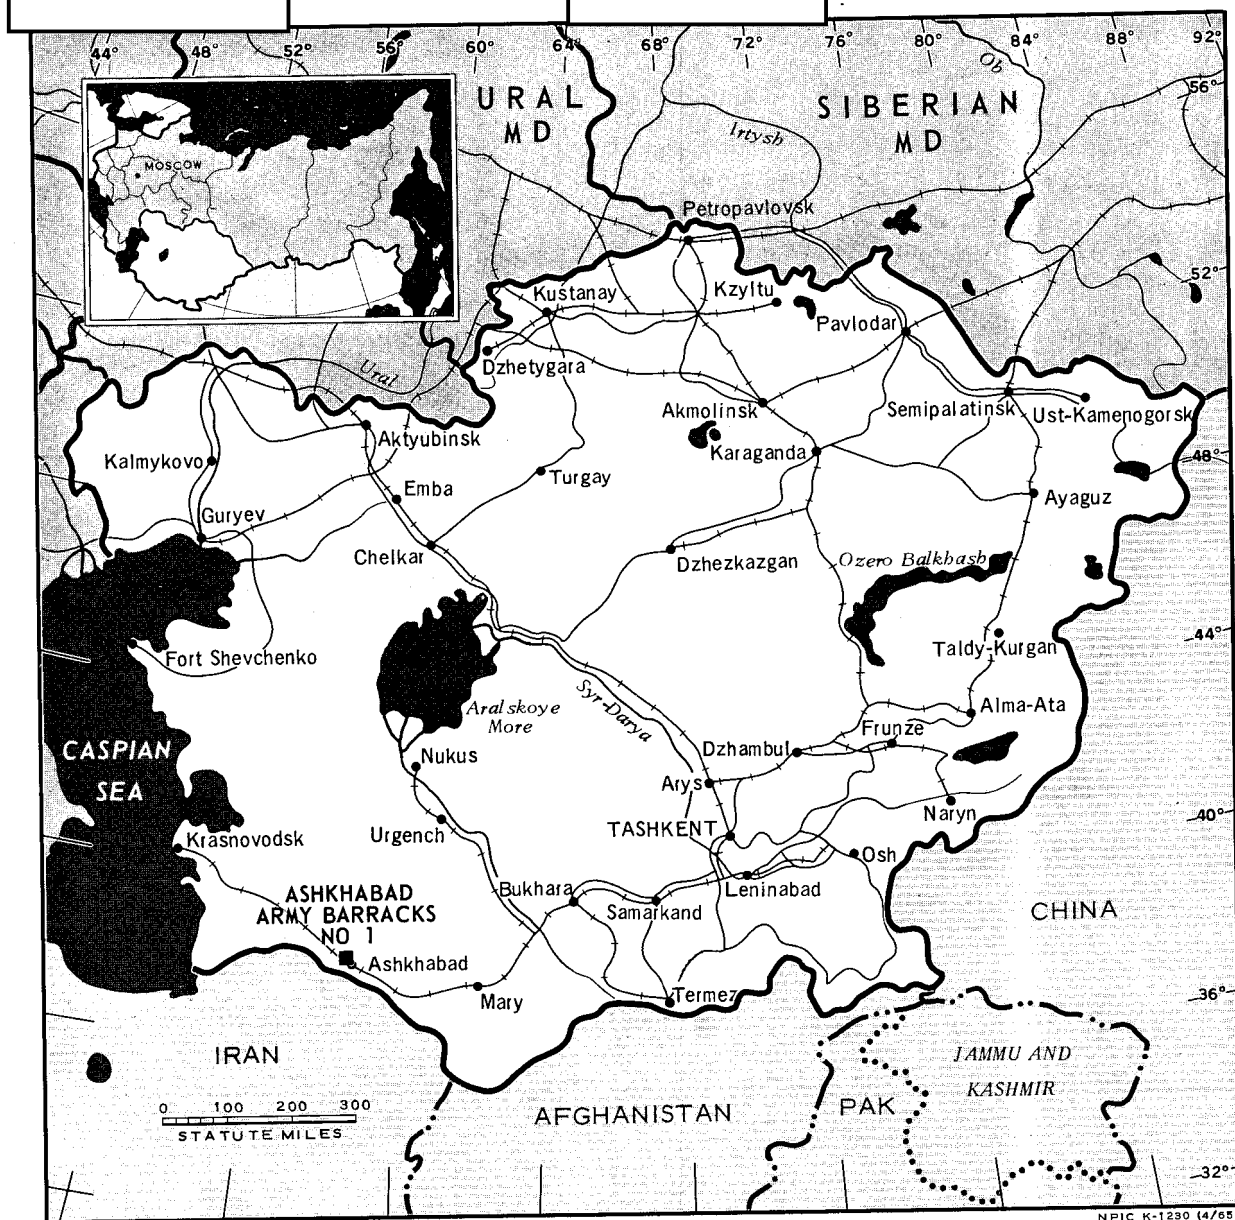 44° 48° 52° 56° 60° 64° 68° 72° 76° 80° 84° 88° 92°
Ob
56°
URAL
MD
SIBERIAN
MD
Irtysh
MOSCOW
Petropavlovsk
52°
Kustanay
Kzyltu
Pavlodar
Dzhetygara
Ural
Akmolinsk
Semipalatinsk
Ust-Kamenogorsk
Aktyubinsk
Karaganda
48°
Kalmykovo
Turgay
Emba
Ayaguz
Guryev
Chelkar
Dzhezkazgan
Ozero Balkhash
44°
Taldy-Kurgan
Fort Shevchenko
Syr-Darya
Aralskoye
More
Alma-Ata
Frunze
Dzhambul
CASPIAN
SEA
Nukus
Arys
Naryn
40°
Urgench
TASHKENT
Krasnovodsk
Osh
Leninabad
Bukhara
Samarkand
ASHKHABAD
ARMY BARRACKS
NO 1
CHINA
Ashkhabad
Mary
Termez
36°
IRAN
JAMMU AND
KASHMIR
AFGHANISTAN
PAK
0 100 200 300
STATUTE MILES
32°
NPIC K-1230 (4/65